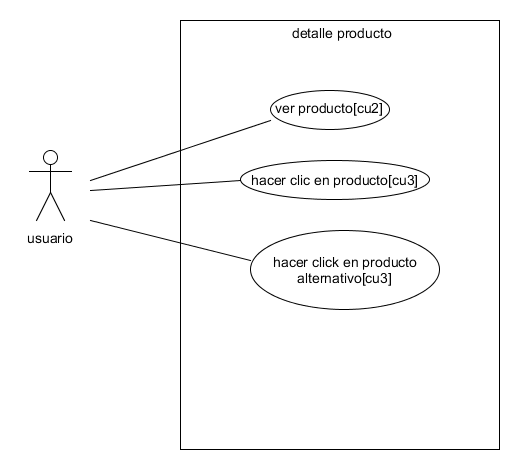 detalle producto
ver producto[cu2]
hacer clic en producto[cu3]
usuario
hacer click en producto
alternativo[cu3]